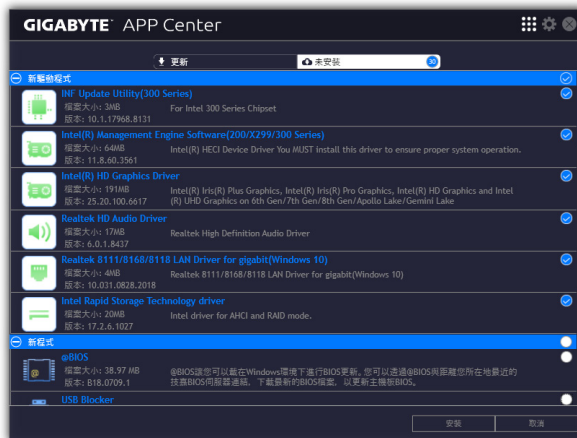 GIGABYTE™ APP Center
更新
未安裝
30
新驅動程式
INF Update Utility(300 Series)
檔案大小: 3MB
For Intel 300 Series Chipset
版本: 10.1.17968.8131
Intel(R) Management Engine Software(200/X299/300 Series)
檔案大小: 64MB
Intel(R) HECI Device Driver You MUST install this driver to ensure proper system operation.
版本: 11.8.60.3561
Intel(R) HD Graphics Driver
檔案大小: 191MB
Intel(R) Iris(R) Plus Graphics, Intel(R) Iris(R) Pro Graphics, Intel(R) HD Graphics and Intel
(R) UHD Graphics on 6th Gen/7th Gen/8th Gen/Apollo Lake/Gemini Lake
版本: 25.20.100.6617
Realtek HD Audio Driver
檔案大小: 17MB
Realtek High Definition Audio Driver
版本: 6.0.1.8437
Realtek 8111/8168/8118 LAN Driver for gigabit(Windows 10)
檔案大小: 4MB
Realtek 8111/8168/8118 LAN Driver for gigabit(Windows 10)
版本: 10.031.0828.2018
Intel Rapid Storage Technology driver
檔案大小: 20MB
Intel driver for AHCI and RAID mode.
版本: 17.2.6.1027
新程式
@BIOS
檔案大小: 38.97 MB
@BIOS讓您可以載在Windows環境下進行BIOS更新。您可以透過@BIOS與距離您所在地最近的
技嘉BIOS伺服器連結、下載最新的BIOS檔案、以更新主機板BIOS。
版本: B18.0709.1
USB Blocker
安裝
取消